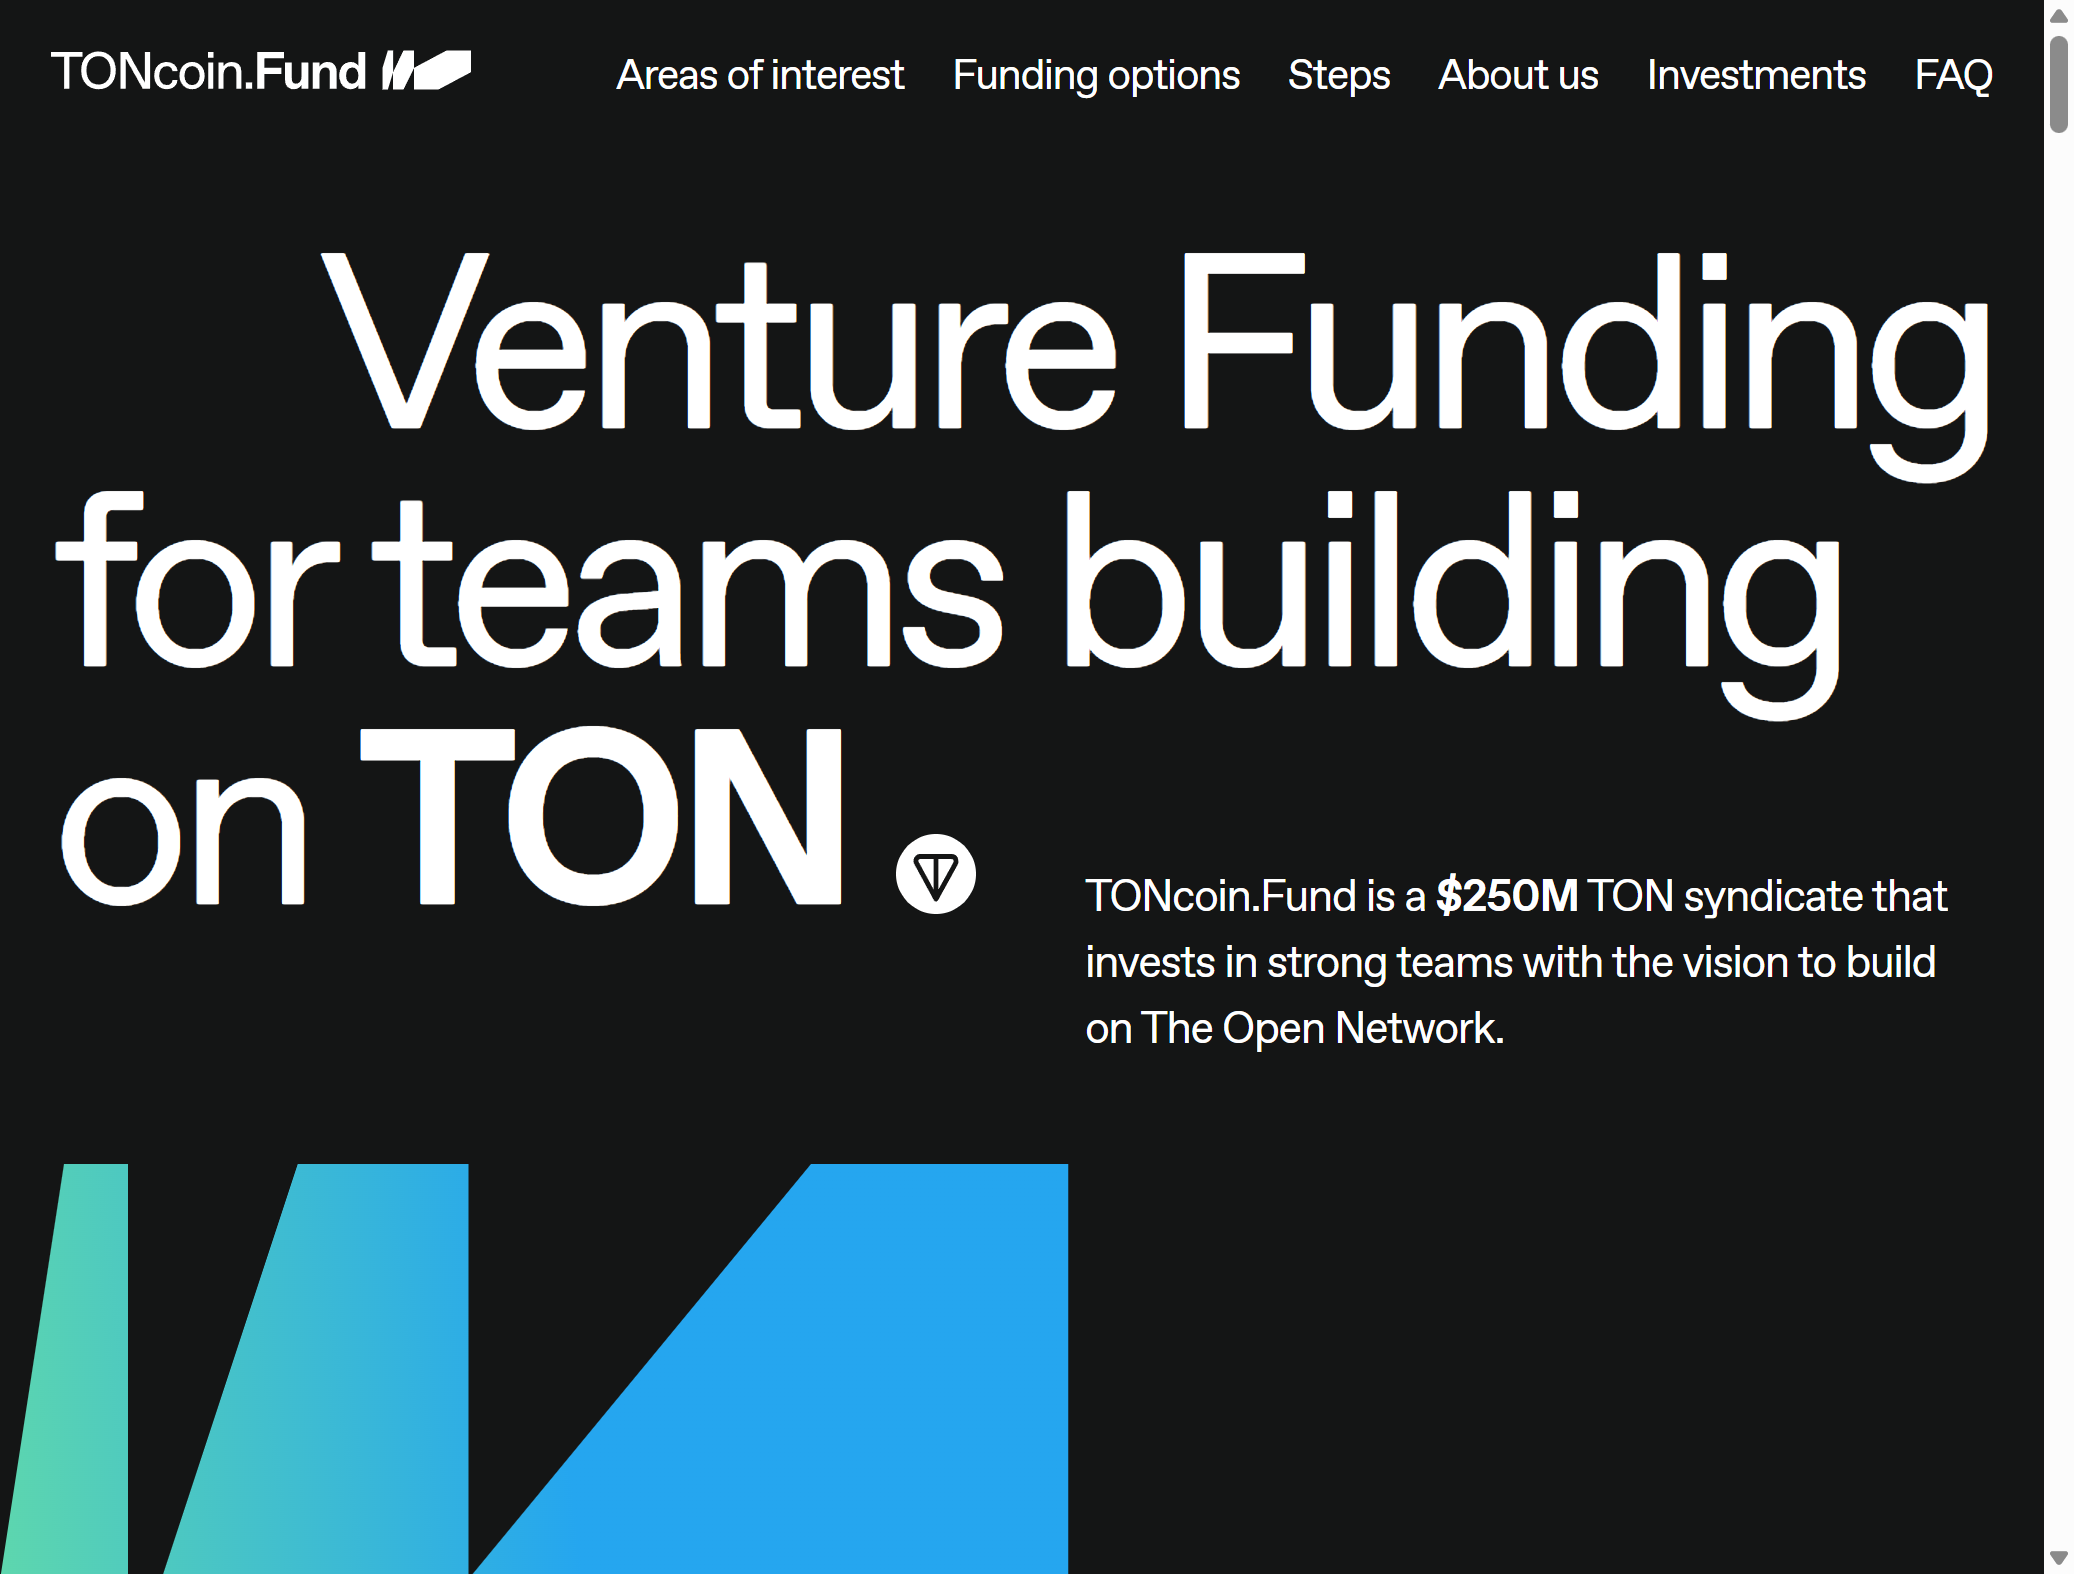 TONcoin.Fund
Areas of interest
Funding options
Steps
About us
Investments
FAQ
Venture Funding
for teams building
on TON
TONcoin.Fund is a $250M TON syndicate that
invests in strong teams with the vision to build
on The Open Network.